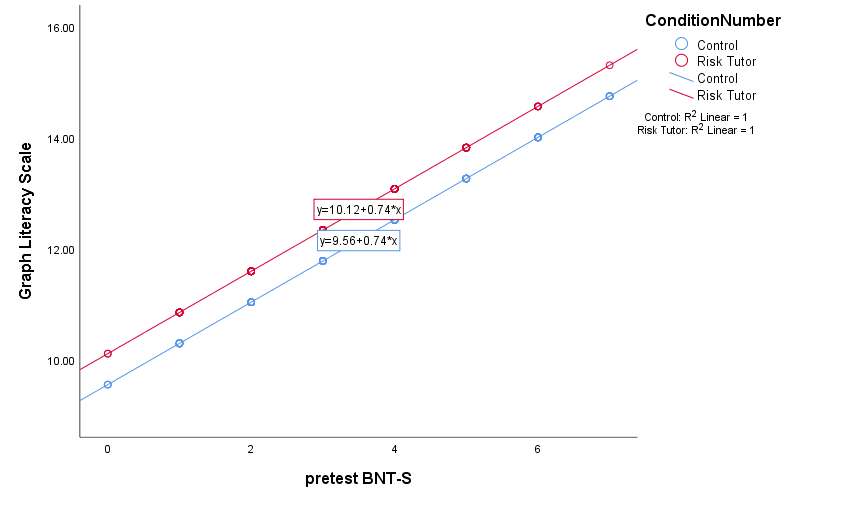 ConditionNumber
Control
Risk Tutor
Control
Risk Tutor
Control: R2 Linear = 1
Risk Tutor: R2 Linear = 1
Graph Literacy Scale
16.00
14.00
12.00
10.00
y=10.12+0.74*x
y=9.56+0.74*x
0
2
4
6
pretest BNT-S